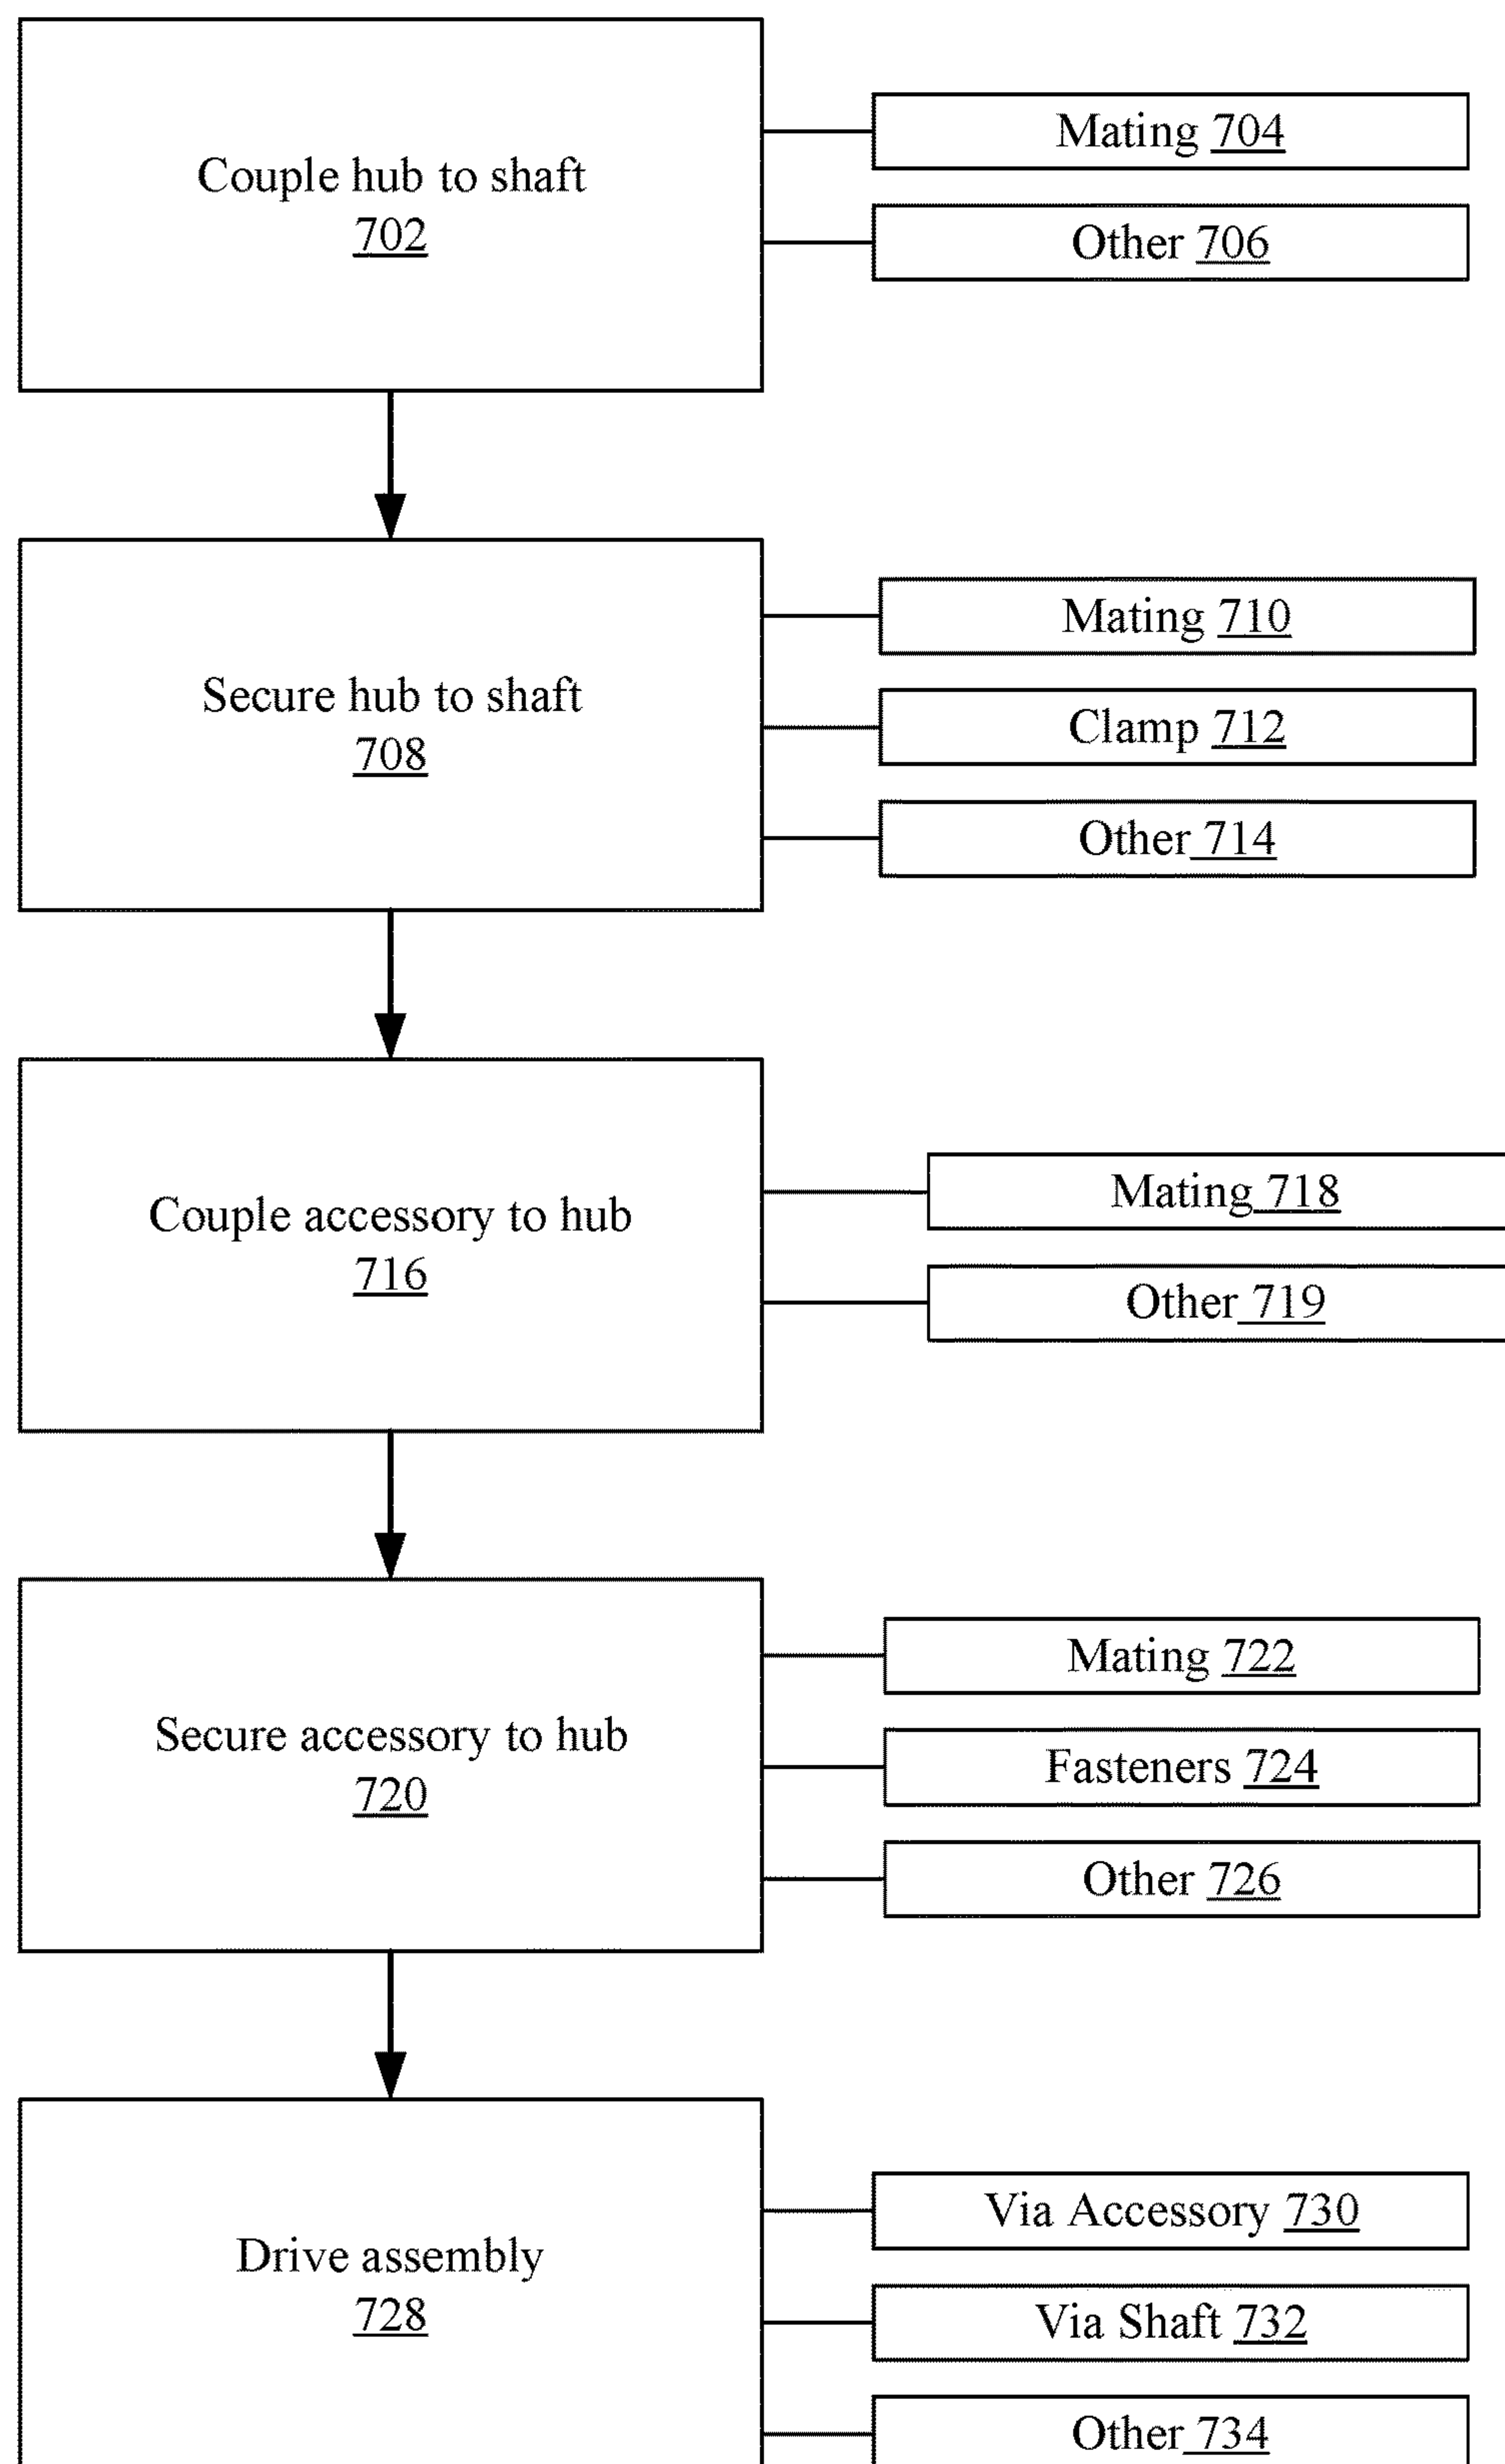 Couple hub to shaft
702
Mating 704
Other 706
Secure hub to shaft
708
Mating 710
Clamp 712
Other 714
Couple accessory to hub
716
Mating 718
Other 719
Secure accessory to hub
720
Mating 722
Fasteners 724
Other 726
Drive assembly
728
Via Accessory 730
Via Shaft 732
Other 734